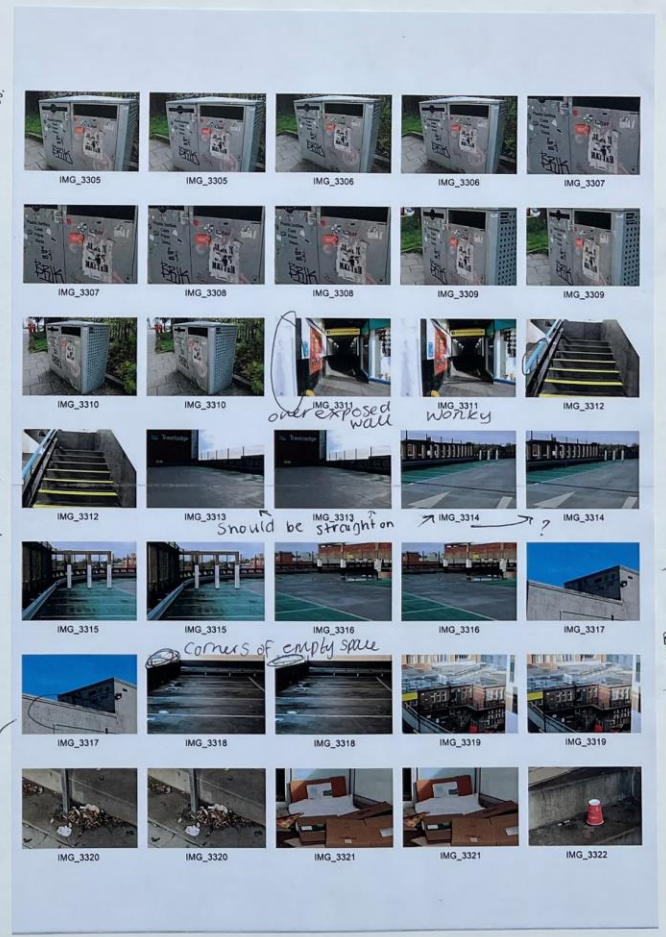 IMG_3305 IMG_3305 IMG_3306 IMG_3306 IMG_3307
IMG_3307 IMG_3308 IMG_3308 IMG_3309 IMG_3309
IMG_3310 IMG_3310 IMG_3311 IMG_3311 IMG_3312
overexposed wonky
wall
Travelodge Travelodge
IMG_3312 IMG_3313 IMG_3313 IMG_3314 IMG_3314
Should be straight on ?
IMG_3315 IMG_3315 IMG_3316 IMG_3316 IMG_3317
corners of empty space
IMG_3317 IMG_3318 IMG_3318 IMG_3319 IMG_3319
IMG_3320 IMG_3320 IMG_3321 IMG_3321 IMG_3322